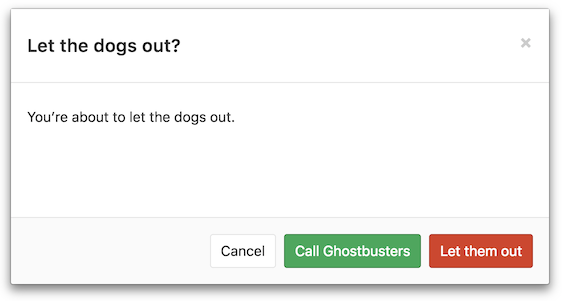 Let the dogs out?
×
You’re about to let the dogs out.
Cancel Call Ghostbusters Let them out